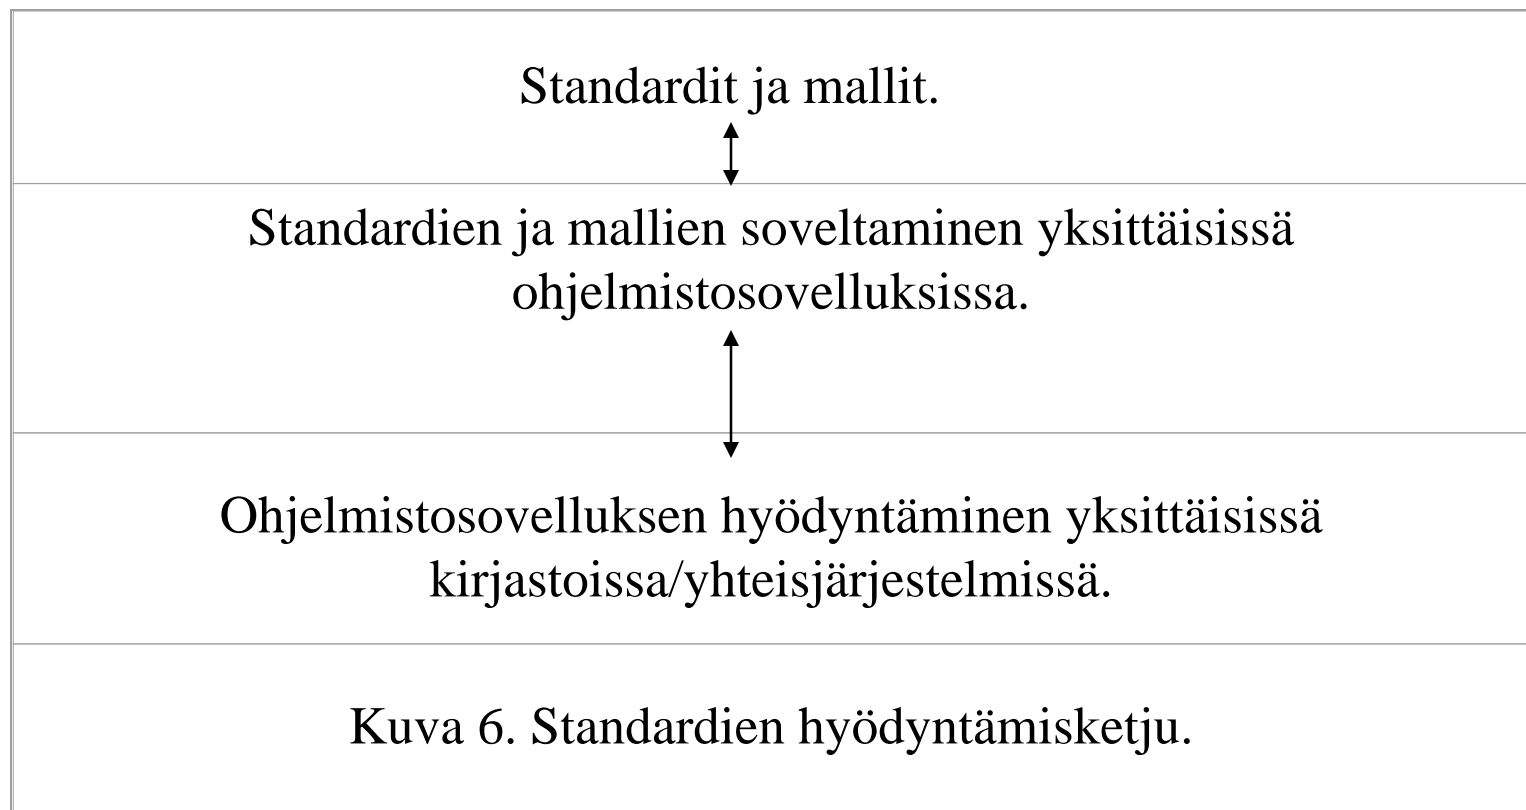 Standardit ja mallit.
Standardien ja mallien soveltaminen yksittäisissä
ohjelmistosovelluksissa.
Ohjelmistosovelluksen hyödyntäminen yksittäisissä
kirjastoissa/yhteisjärjestelmissä.
Kuva 6. Standardien hyödyntämisketju.